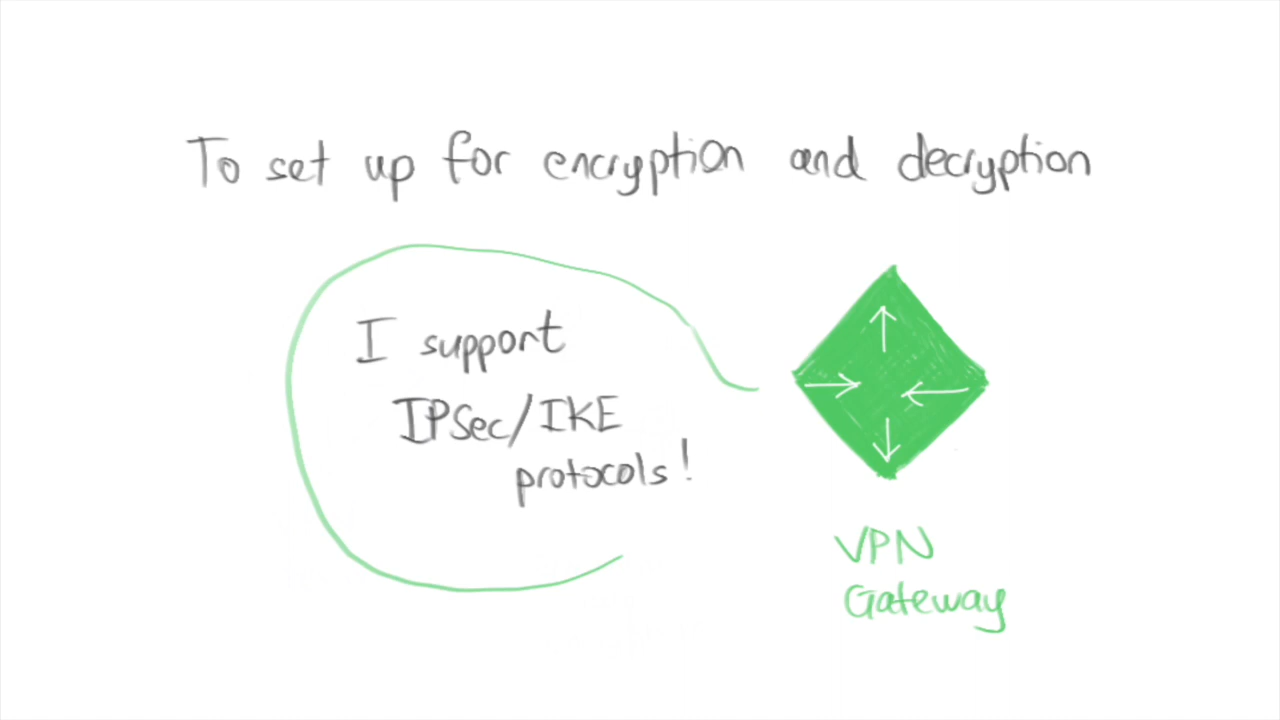 To set up for encryption and decryption
I support
IPSec/IKE
protocols!
VPN
Gateway